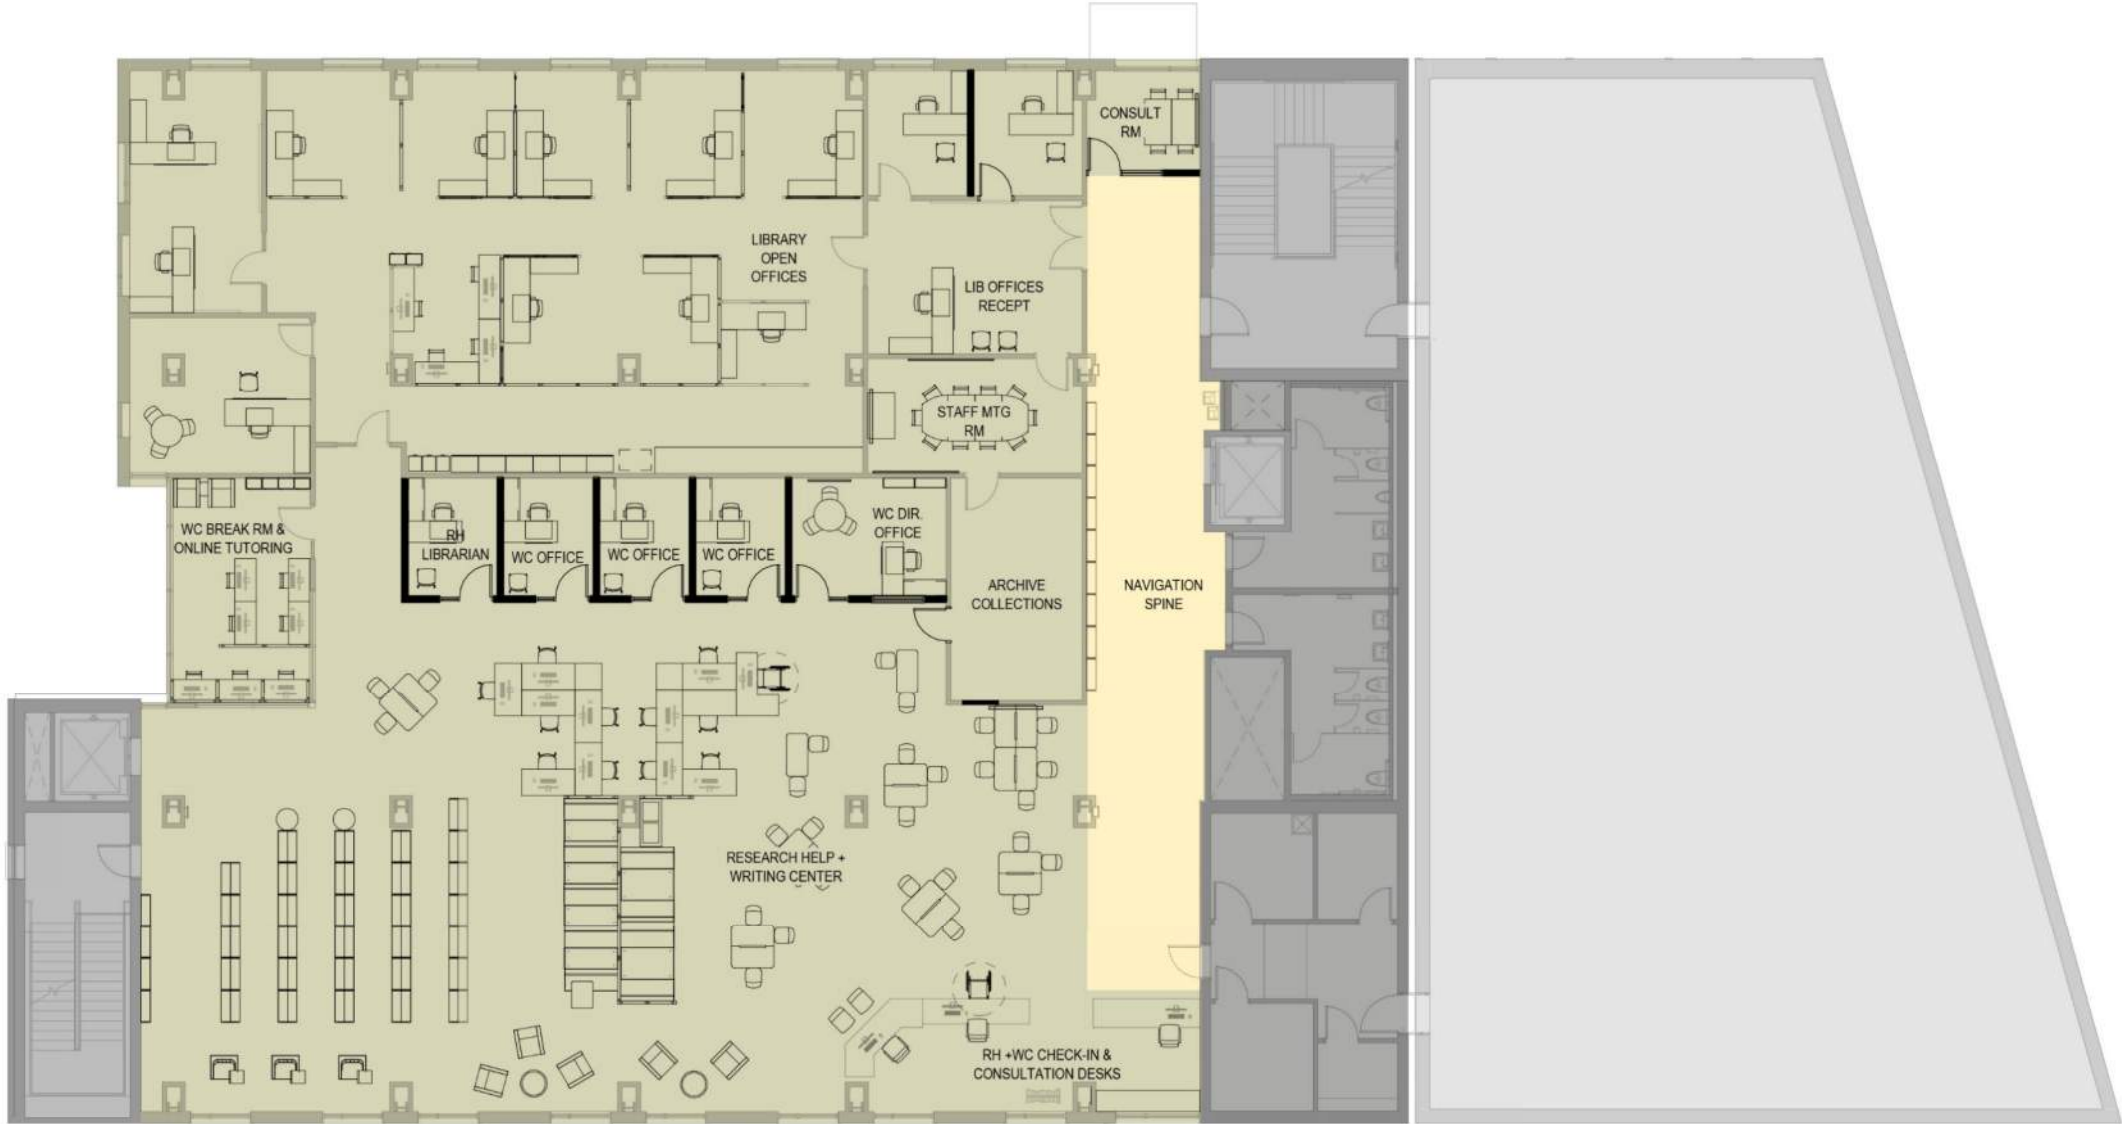 CONSULT
RM
LIBRARY
OPEN
OFFICES
LIB OFFICES
RECEPT
STAFF MTG
RM
WC BREAK RM &
ONLINE TUTORING
RH
LIBRARIAN
WC OFFICE
WC OFFICE
WC OFFICE
WC DIR.
OFFICE
ARCHIVE
COLLECTIONS
NAVIGATION
SPINE
RESEARCH HELP +
WRITING CENTER
RH +WC CHECK-IN &
CONSULTATION DESKS